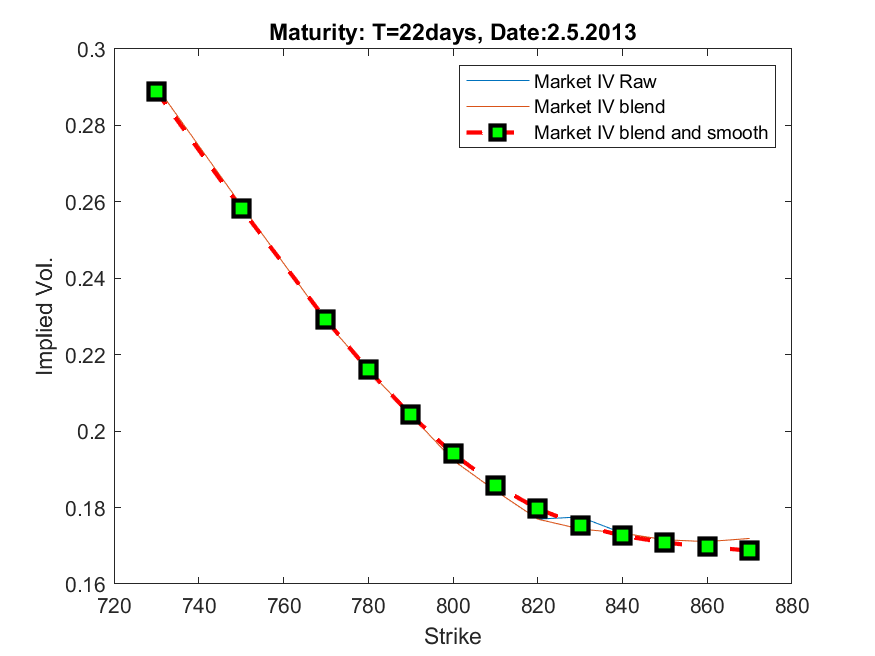 Maturity: T=22days, Date:2.5.2013
Market IV Raw
Market IV blend
Market IV blend and smooth
Implied Vol.
0.3
0.28
0.26
0.24
0.22
0.2
0.18
0.16
720 740 760 780 800 820 840 860 880
Strike